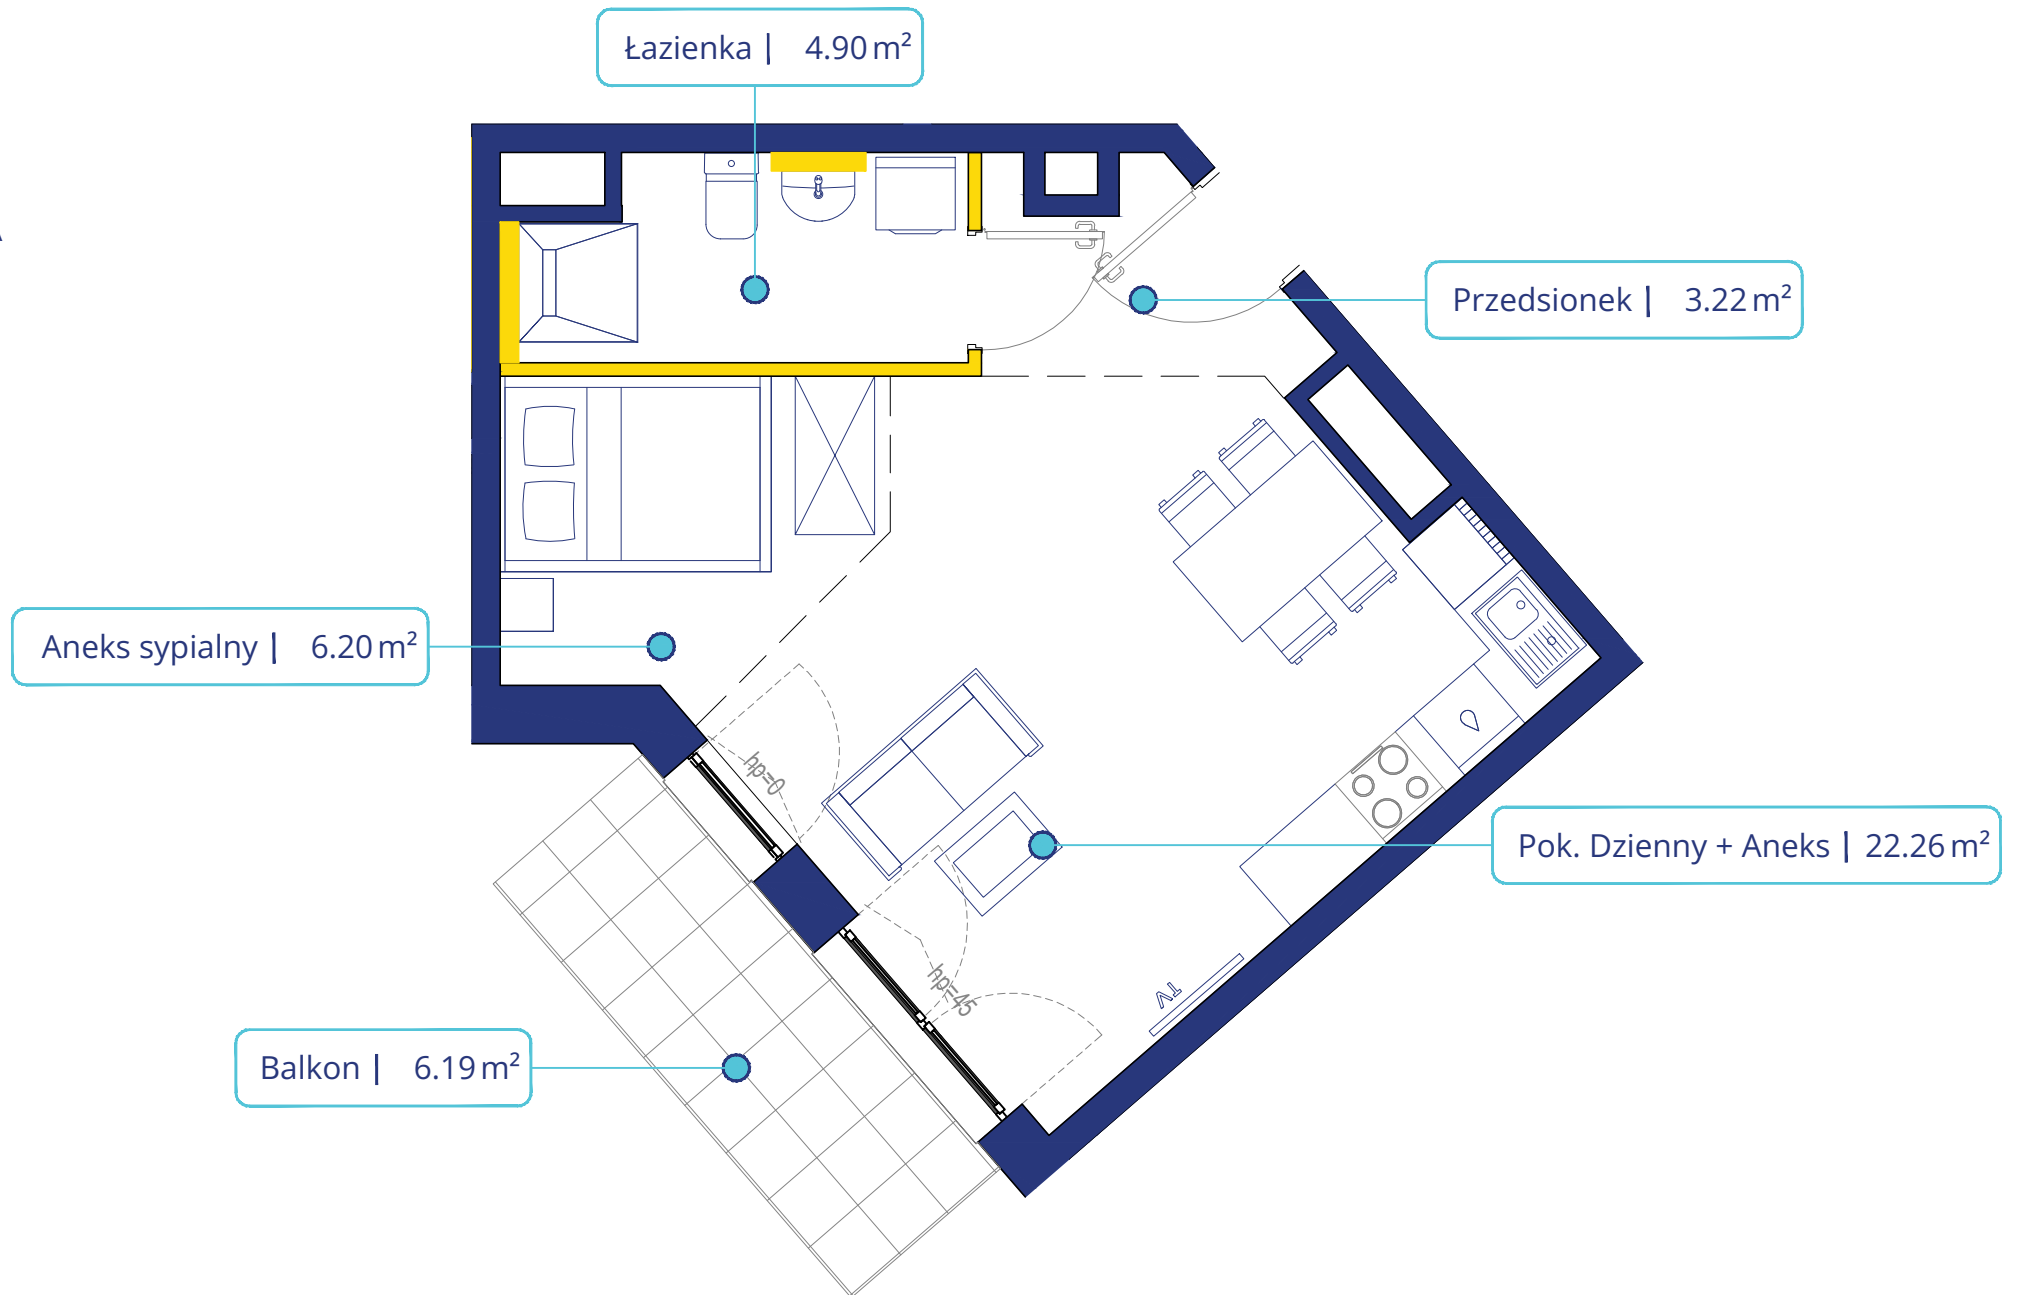 Łazienka | 4.90 m²
Przedsionek | 3.22 m²
Aneks sypialny | 6.20 m²
hp=0
Pok. Dzienny + Aneks | 22.26 m²
hp=45
TV
Balkon | 6.19 m²